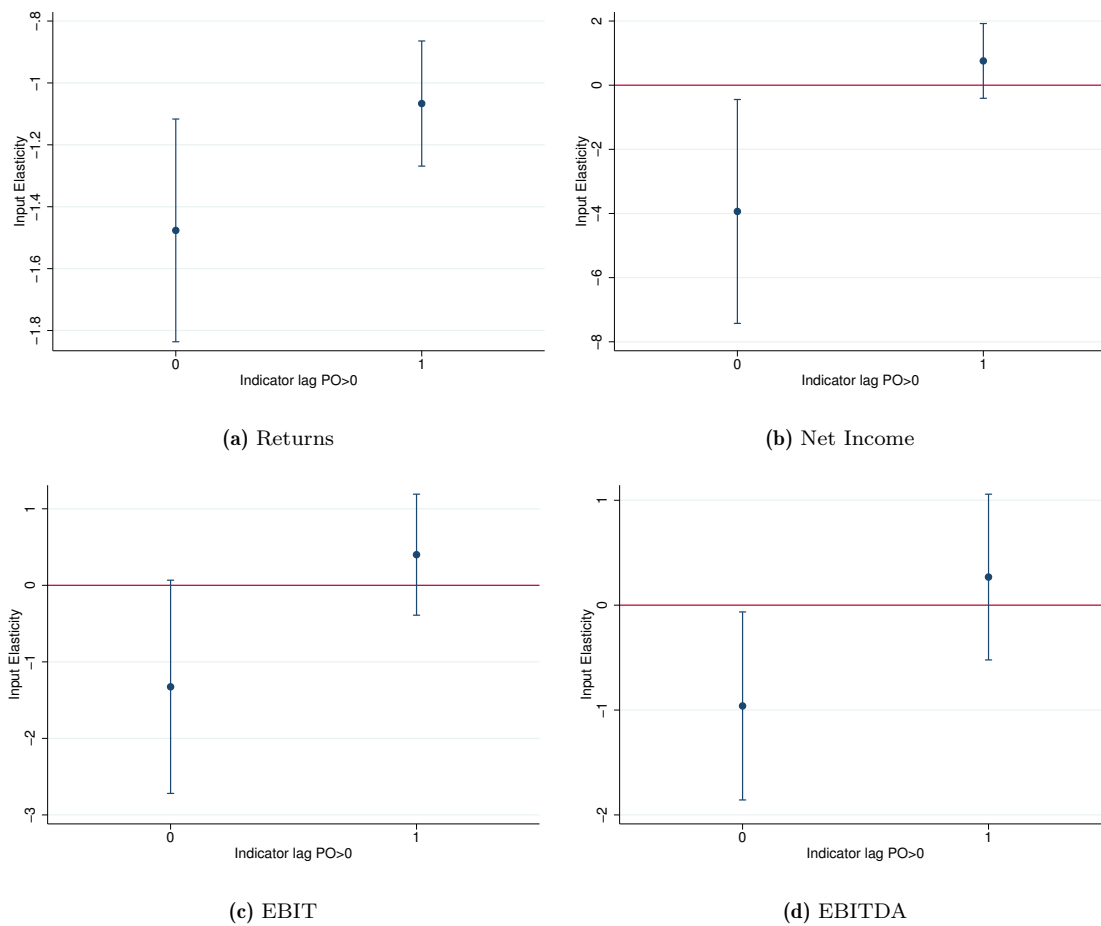 -.8
-1
-1.2
-1.4
-1.6
-1.8
Input Elasticity
0 1
Indicator lag PO>0
(a) Returns
2
0
-2
-4
-6
-8
Input Elasticity
0 1
Indicator lag PO>0
(b) Net Income
1
0
-1
-2
-3
Input Elasticity
0 1
Indicator lag PO>0
(c) EBIT
1
0
-1
-2
Input Elasticity
0 1
Indicator lag PO>0
(d) EBITDA